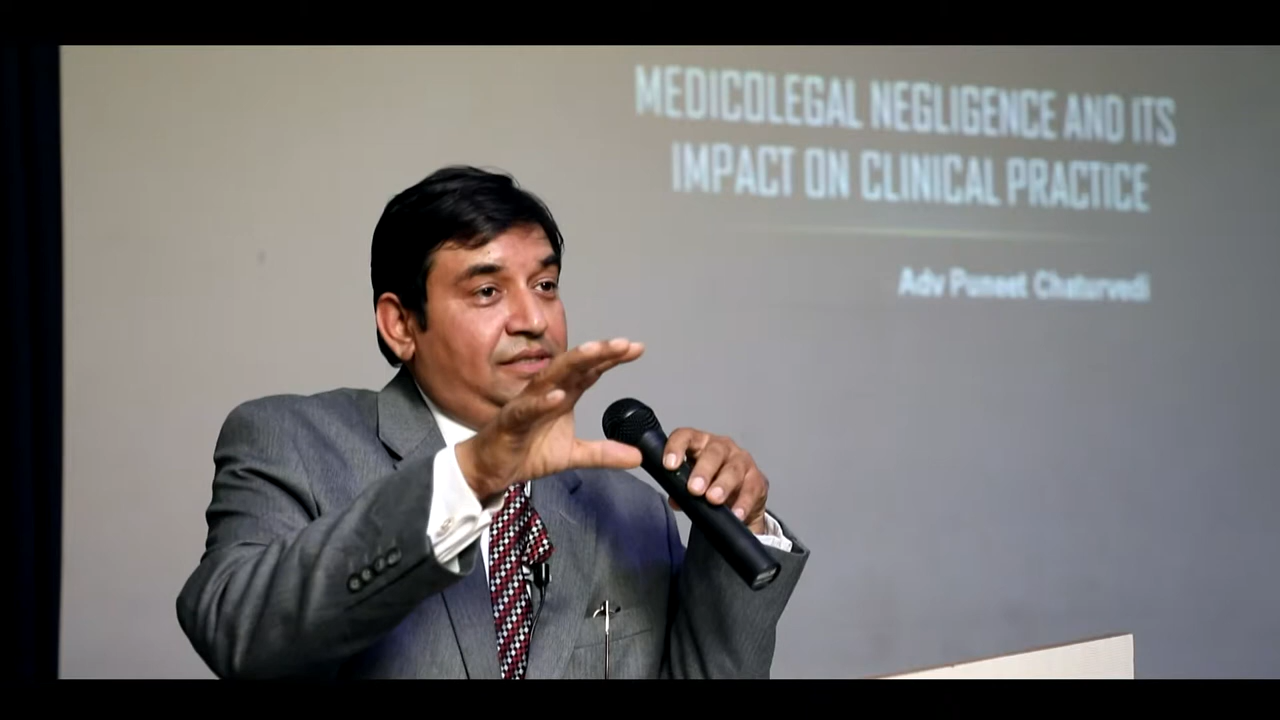 MEDICOLEGAL NEGLIGENCE AND ITS
IMPACT ON CLINICAL PRACTICE
Adv Puneet Chaturvedi